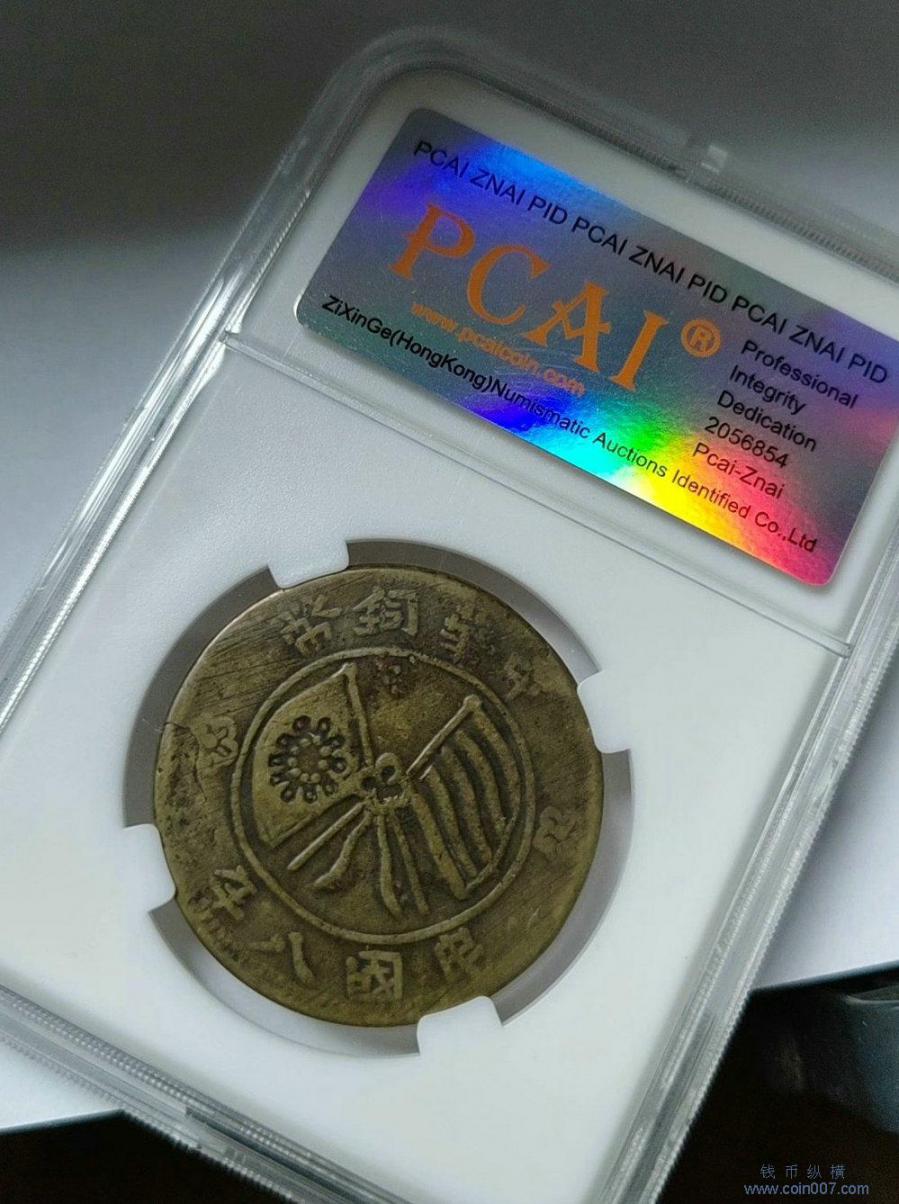 PCAI ZNAI PID PCAI ZNAI PID PCAI ZNAI PID
PCAI®
www.pcaicoin.com
Professional
Integrity
Dedication
2056854
Pcai-Znai
ZiXinGe(HongKong)Numismatic Auctions Identified Co.,Ltd
中華銅幣
民國八年
钱币纵横
www.coin007.com